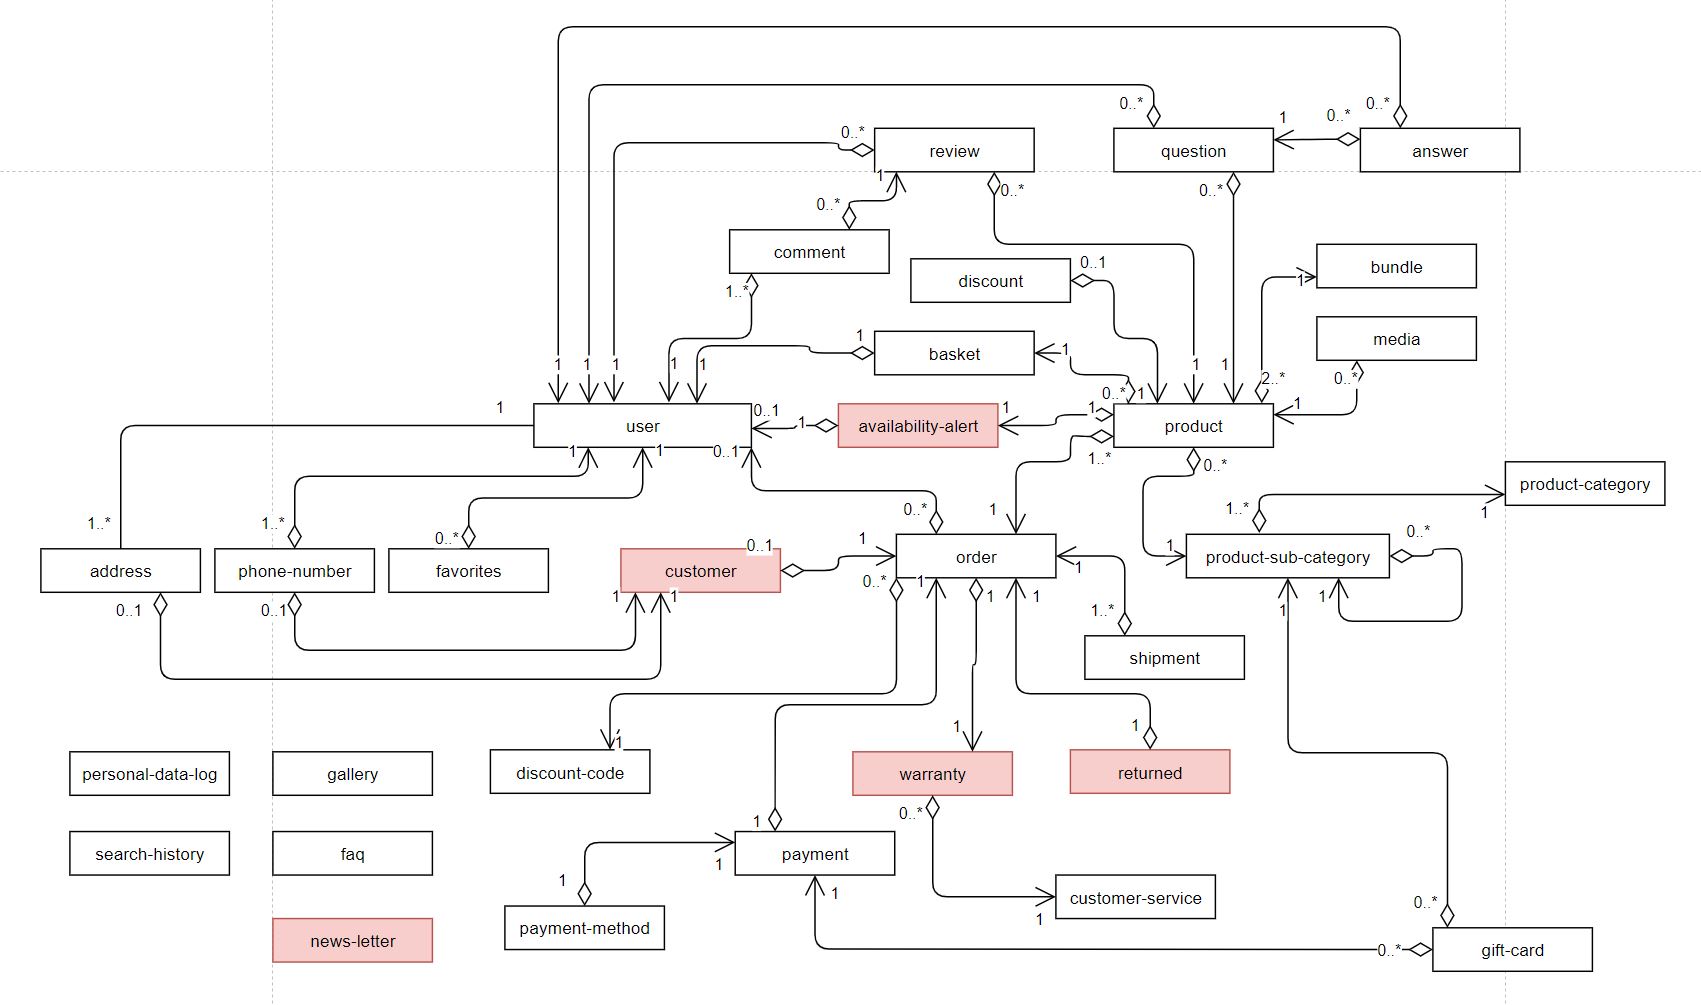 0..*
0..*
1
0..*
0..*
review
question
answer
1
0..*
0..*
0..*
comment
bundle
0..1
discount
1
1..*
1
media
basket
1
1
1
1
1
1
1
1
1
2..*
0..*
0..*
1
1
1
0..1
1
1
user
1
availability-alert
product
1
1
0..1
1..*
0..*
product-category
0..*
1
1..*
1
1..*
1..*
0..*
0..*
1
0..1
1
order
product-sub-category
address
phone-number
favorites
customer
1
0..*
1
1
0..1
0..1
1
1
1
1
1
1
1..*
shipment
1
1
1
personal-data-log
gallery
discount-code
warranty
returned
0..*
1
search-history
faq
payment
1
1
1
customer-service
0..*
1
payment-method
news-letter
0..*
gift-card